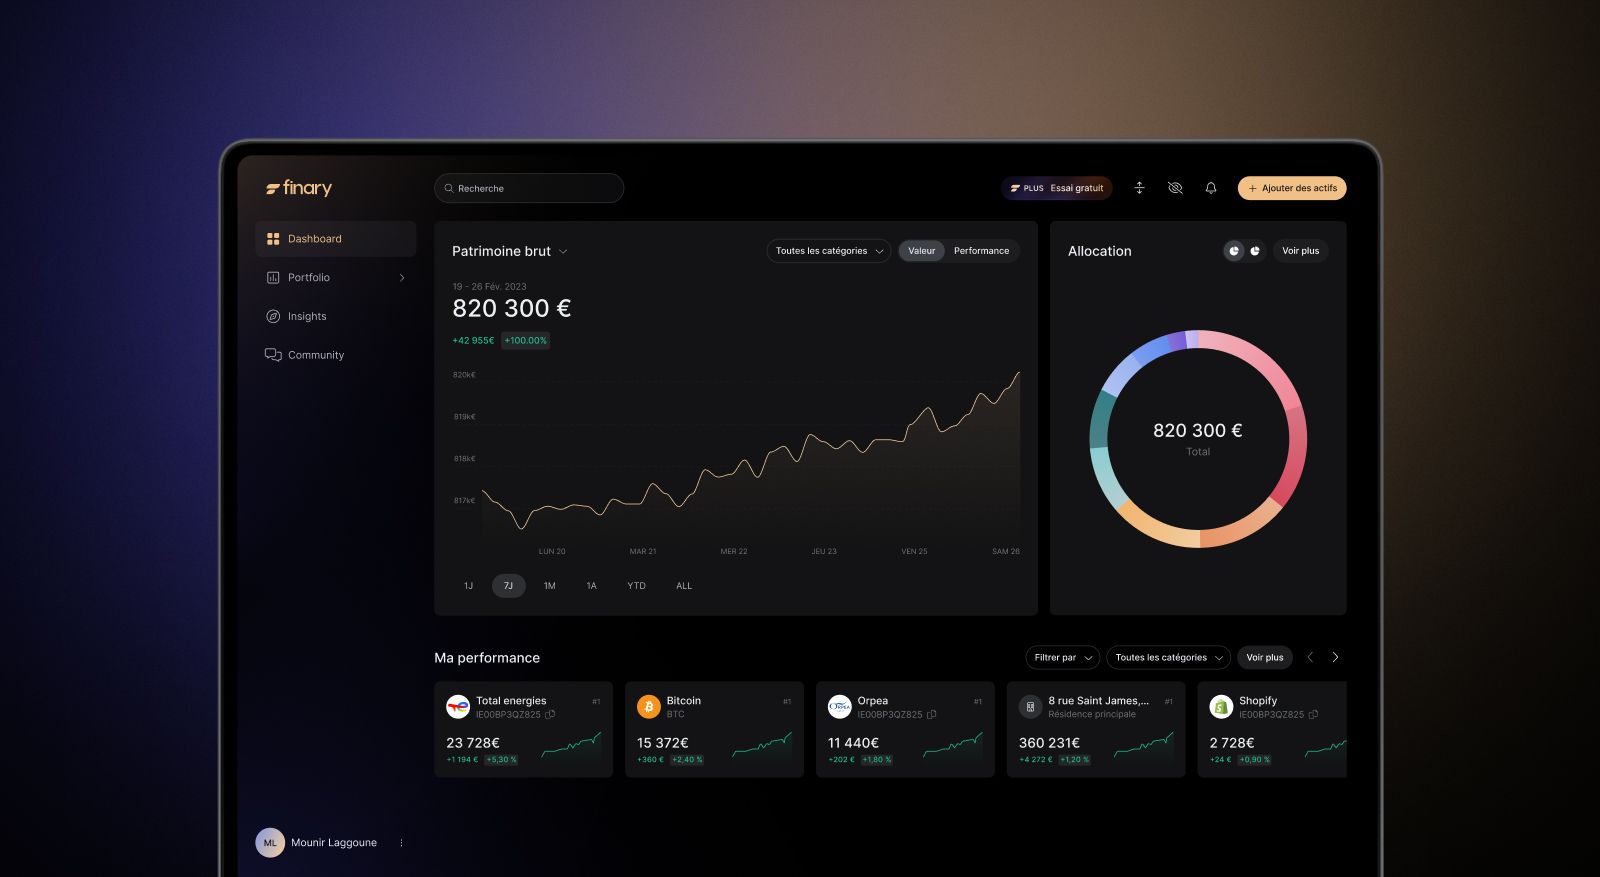 finary
Recherche
PLUS Essai gratuit
Ajouter des actifs
Dashboard
Portfolio
Insights
Community
Patrimoine brut
Toutes les catégories
Valeur
Performance
19 - 26 Fév. 2023
820 300 €
+42 955€ +100.00%
820k€
819k€
818k€
817k€
LUN 20
MAR 21
MER 22
JEU 23
VEN 25
SAM 26
1J
7J
1M
1A
YTD
ALL
Allocation
Voir plus
820 300 €
Total
Ma performance
Filtrer par
Toutes les catégories
Voir plus
Total energies #1
IE00BP3QZ825
23 728€
+1 194 € +5,30 %
Bitcoin #1
BTC
15 372€
+360 € +2,40 %
ORPEA
Orpea #1
IE00BP3QZ825
11 440€
+202 € +1,80 %
8 rue Saint James,... #1
Résidence principale
360 231€
+4 272 € +1,20 %
Shopify
IE00BP3QZ825
2 728€
+24 € +0,90 %
ML
Mounir Laggoune